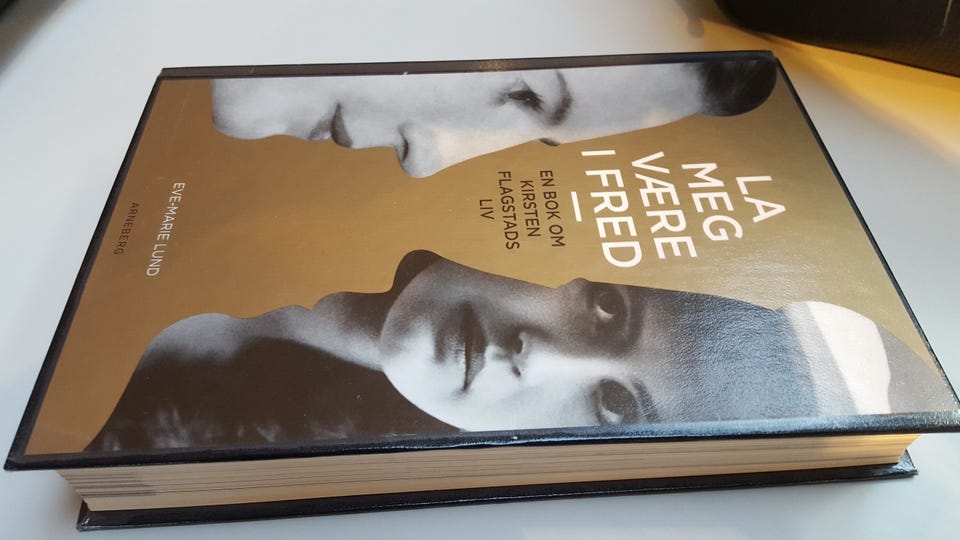 LA
MEG
VÆRE
I FRED
EN BOK OM
KIRSTEN
FLAGSTADS
LIV
EVE-MARIE LUND
ARNEBERG